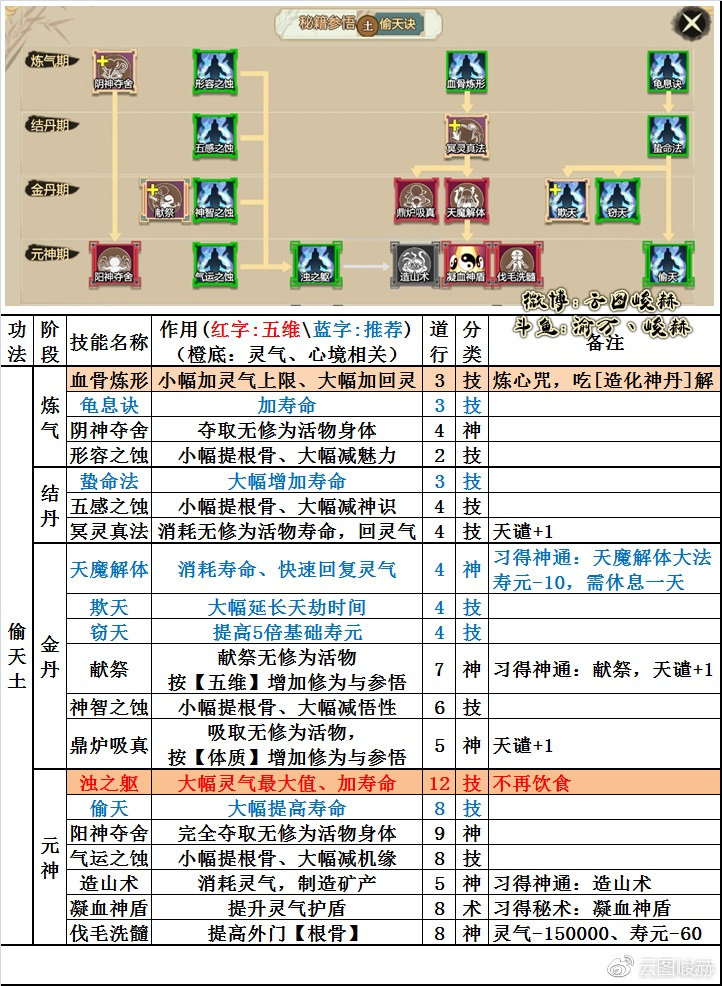 秘籍参悟 土 偷天诀
炼气期
阴神夺舍
形容之蚀
血骨炼形
龟息诀
结丹期
五感之蚀
冥灵真法
蛰命法
金丹期
献祭
神智之蚀
鼎炉吸真
天魔解体
欺天
窃天
元神期
阳神夺舍
气运之蚀
浊之躯
造山术
凝血神盾
伐毛洗髓
偷天
微博:云图峻赫
斗鱼:渝万、峻赫
功法 阶段 技能名称 作用(红字:五维\蓝字:推荐)(橙底:灵气、心境相关) 道行 分类 备注
偷天土
炼气
血骨炼形 小幅加灵气上限、大幅加回灵 3 技 炼心咒，吃[造化神丹]解
龟息诀 加寿命 3 技
阴神夺舍 夺取无修为活物身体 4 神
形容之蚀 小幅提根骨、大幅减魅力 2 技
结丹
蛰命法 大幅增加寿命 3 技
五感之蚀 小幅提根骨、大幅减神识 4 技
冥灵真法 消耗无修为活物寿命，回灵气 4 技 天谴+1
金丹
天魔解体 消耗寿命、快速回复灵气 4 神 习得神通：天魔解体大法
寿元-10，需休息一天
欺天 大幅延长天劫时间 4 技
窃天 提高5倍基础寿元 4 技
献祭 献祭无修为活物
按【五维】增加修为与参悟 7 神 习得神通：献祭，天谴+1
神智之蚀 小幅提根骨、大幅减悟性 6 技
鼎炉吸真 吸取无修为活物，
按【体质】增加修为与参悟 5 神 天谴+1
元神
浊之躯 大幅灵气最大值、加寿命 12 技 不再饮食
偷天 大幅提高寿命 8 技
阳神夺舍 完全夺取无修为活物身体 9 神
气运之蚀 小幅提根骨、大幅减机缘 8 技
造山术 消耗灵气，制造矿产 5 神 习得神通：造山术
凝血神盾 提升灵气护盾 8 术 习得秘术：凝血神盾
伐毛洗髓 提高外门【根骨】 8 神 灵气-150000、寿元-60
云图峻赫